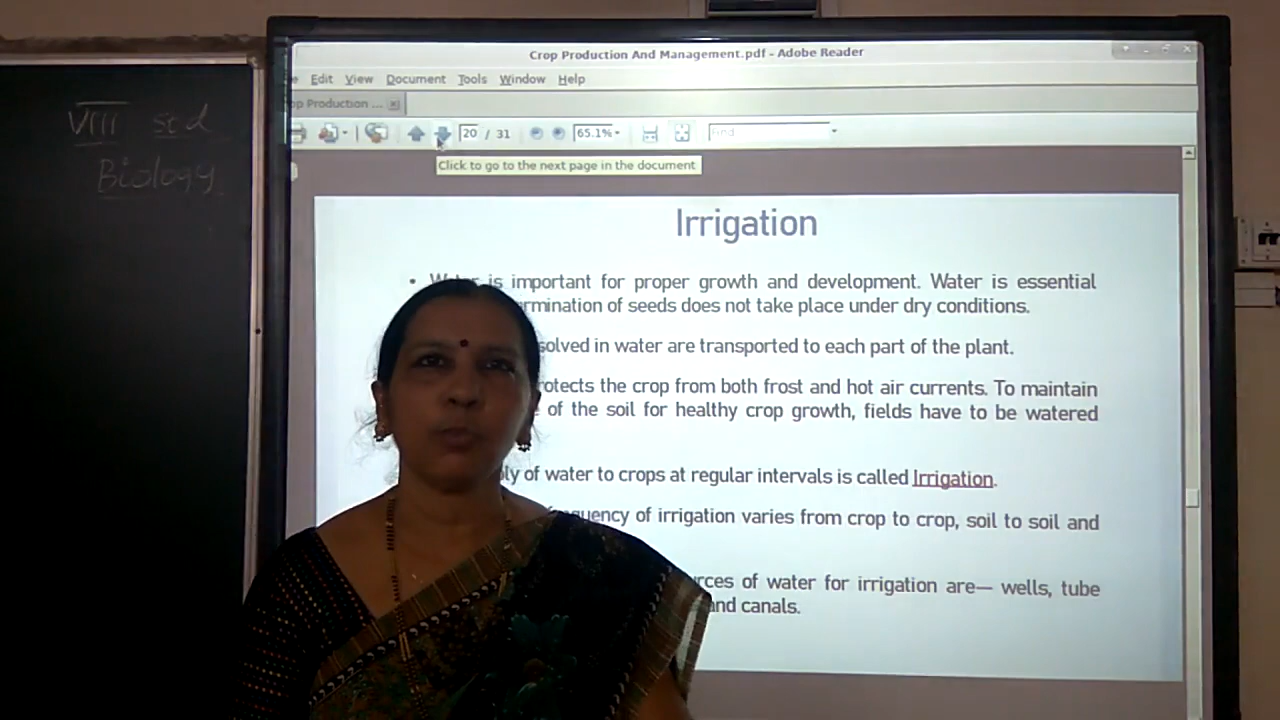 VIII std
Biology
Crop Production And Management.pdf - Adobe Reader
Edit View Document Tools Window Help
op Production ...
20 / 31 65.1% Find
Click to go to the next page in the document
Irrigation
• Water is important for proper growth and development. Water is essential
rmination of seeds does not take place under dry conditions.
solved in water are transported to each part of the plant.
rotects the crop from both frost and hot air currents. To maintain
of the soil for healthy crop growth, fields have to be watered
ly of water to crops at regular intervals is called Irrigation.
quency of irrigation varies from crop to crop, soil to soil and
rces of water for irrigation are— wells, tube
and canals.